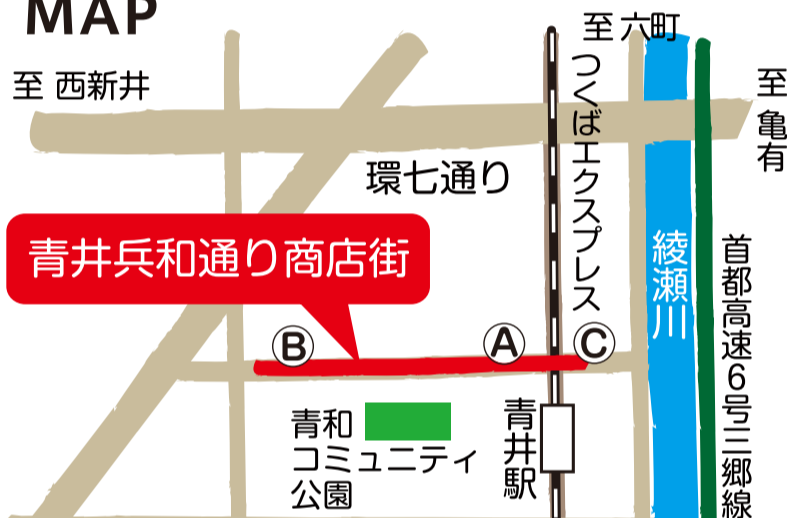 MAP
至 六町
至 西新井
至 亀有
つくばエクスプレス
環七通り
青井兵和通り商店街
綾瀬川
首都高速6号三郷線
B
A
C
青和
コミュニティ
公園
青井駅